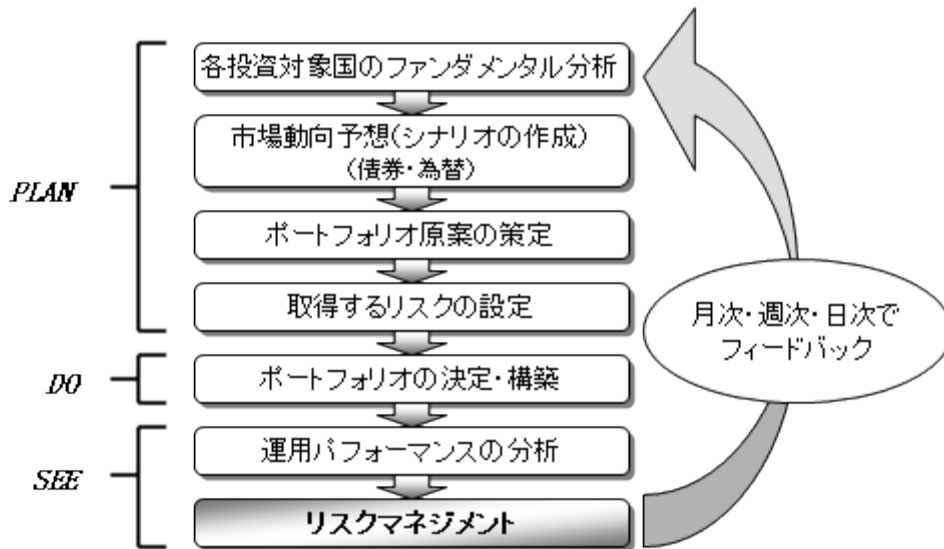 各投資対象国のファンダメンタル分析
市場動向予想(シナリオの作成)
(債券・為替)
PLAN
ポートフォリオ原案の策定
取得するリスクの設定
月次・週次・日次で
フィードバック
DO
ポートフォリオの決定・構築
運用パフォーマンスの分析
SEE
リスクマネジメント